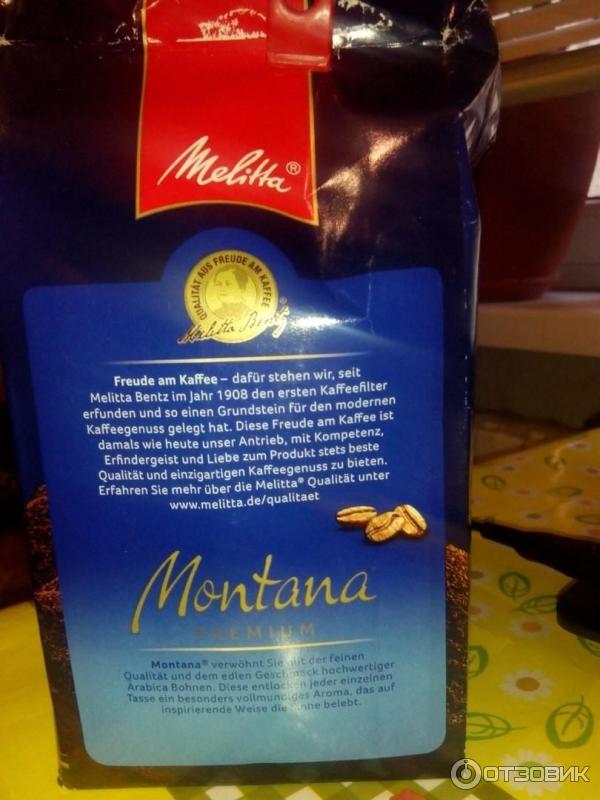 Melitta®
QUALITÄT AUS FREUDE AM KAFFEE
Melitta Bentz®
Freude am Kaffee – dafür stehen wir, seit
Melitta Bentz im Jahr 1908 den ersten Kaffeefilter
erfunden und so einen Grundstein für den modernen
Kaffeegenuss gelegt hat. Diese Freude am Kaffee ist
damals wie heute unser Antrieb, mit Kompetenz,
Erfindergeist und Liebe zum Produkt stets beste
Qualität und einzigartigen Kaffeegenuss zu bieten.
Erfahren Sie mehr über die Melitta® Qualität unter
www.melitta.de/qualitaet
Montana
PREMIUM
Montana® verwöhnt Sie mit der feinen
Qualität und dem edlen Geschmack hochwertiger
Arabica Bohnen. Diese entlocken jeder einzelnen
Tasse ein besonders vollmundiges Aroma, das auf
inspirierende Weise die Sinne belebt.
ОТЗОВИК